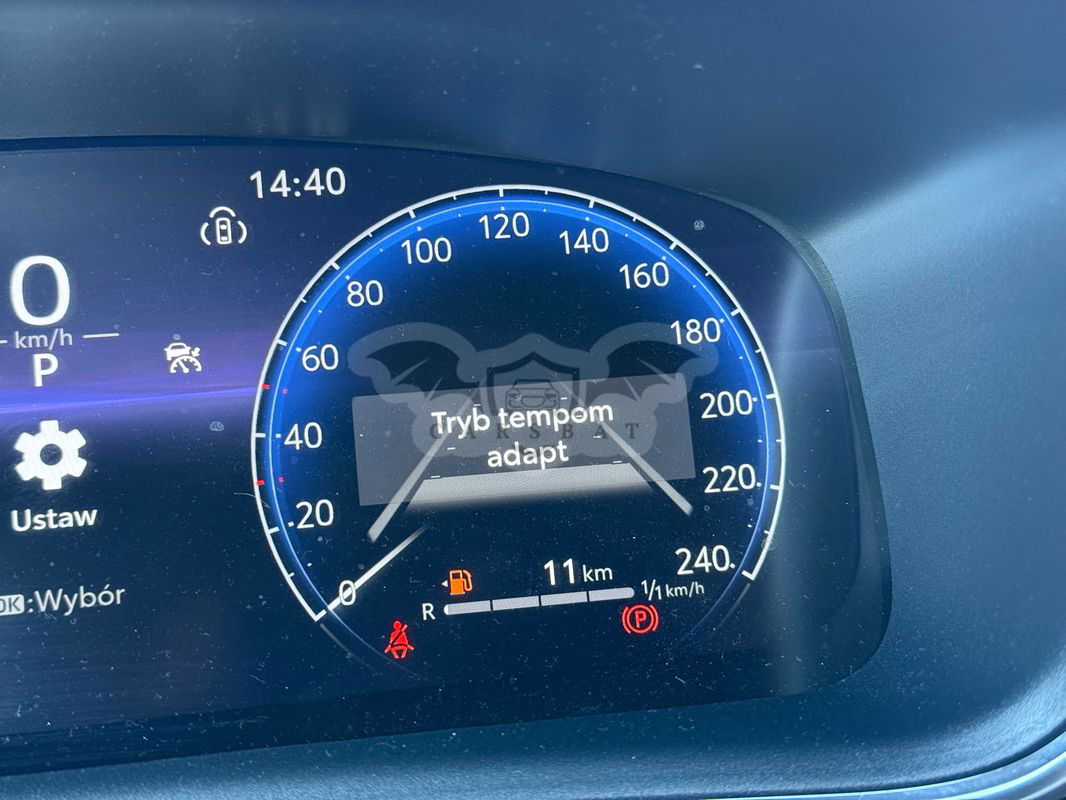 14:40
0
km/h
P
Ustaw
OK:Wybór
0
20
40
60
80
100
120
140
160
180
200
220
240
Tryb tempom
adapt
CARSBAT
11 km
R
1/1 km/h
P